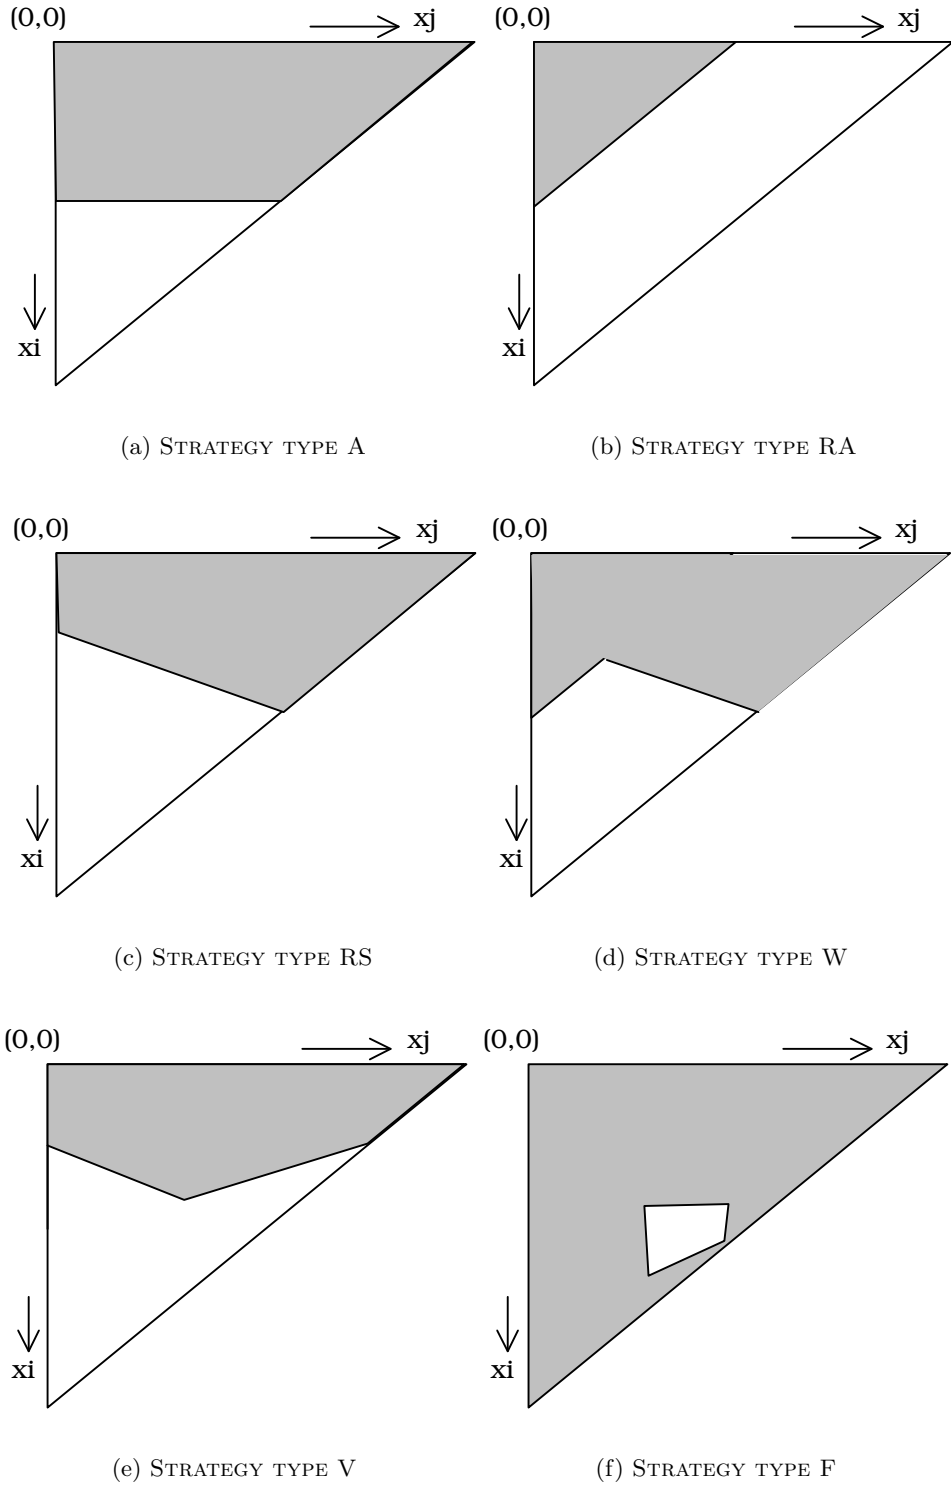 (0,0) xj (0,0) xj
xi xi
(a) STRATEGY TYPE A (b) STRATEGY TYPE RA
(0,0) xj (0,0) xj
xi xi
(c) STRATEGY TYPE RS (d) STRATEGY TYPE W
(0,0) xj (0,0) xj
xi xi
(e) STRATEGY TYPE V (f) STRATEGY TYPE F